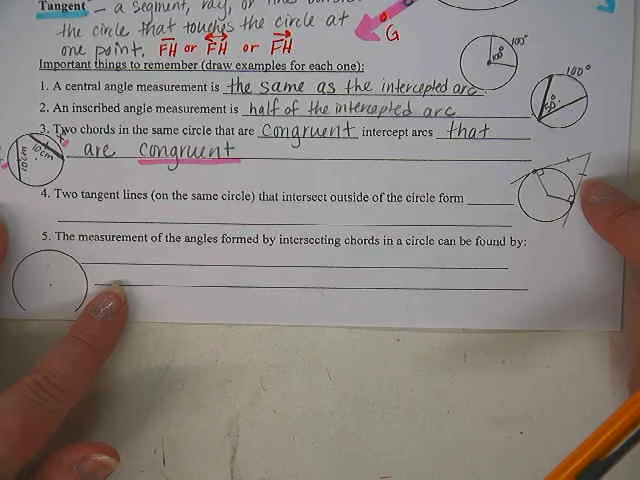 Tangent – a segment, ray, or
the circle that touches the circle at
one point. FH or FH or FH
G
Important things to remember (draw examples for each one):
100°
100°
1. A central angle measurement is the same as the intercepted arc.
100°
50°
2. An inscribed angle measurement is half of the intercepted arc
3. Two chords in the same circle that are congruent intercept arcs that
are congruent
10cm
10cm
4. Two tangent lines (on the same circle) that intersect outside of the circle form
5. The measurement of the angles formed by intersecting chords in a circle can be found by: